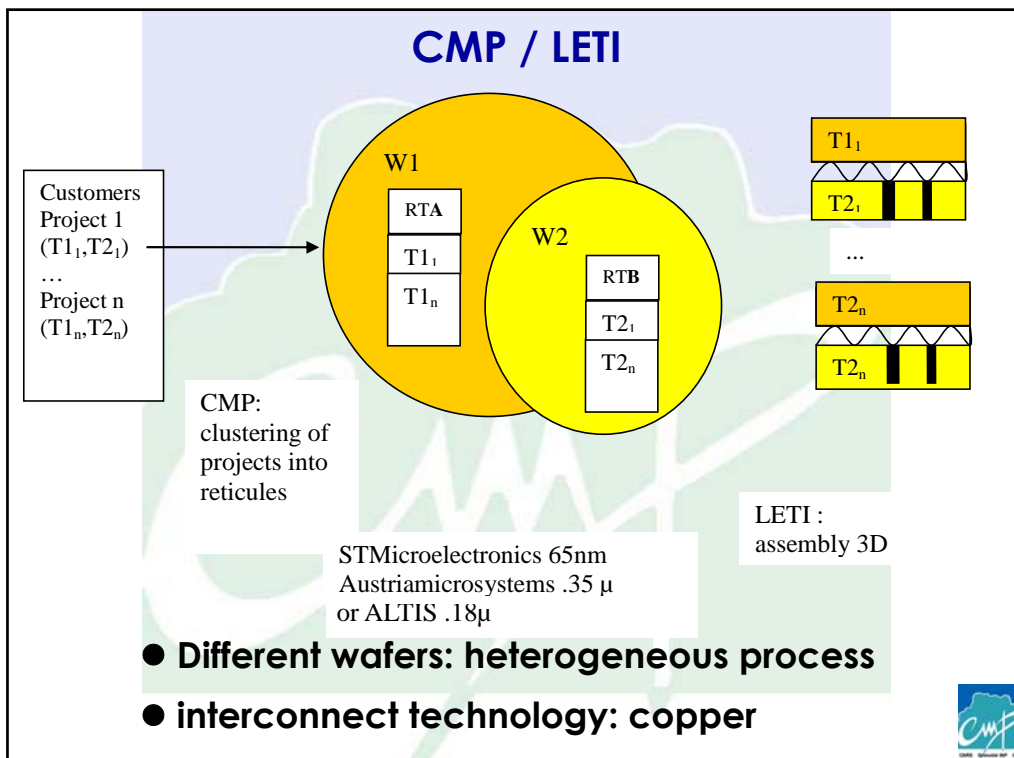 CMP / LETI
Customers
Project 1
(T1₁,T2₁)
…
Project n
(T1ₙ,T2ₙ)
W1
RTA
T1₁
T1ₙ
W2
RTB
T2₁
T2ₙ
T1₁
T2₁
...
T2ₙ
T2ₙ
CMP:
clustering of
projects into
reticules
LETI :
assembly 3D
STMicroelectronics 65nm
Austriamicrosystems .35 µ
or ALTIS .18µ
● Different wafers: heterogeneous process
● interconnect technology: copper
CMP